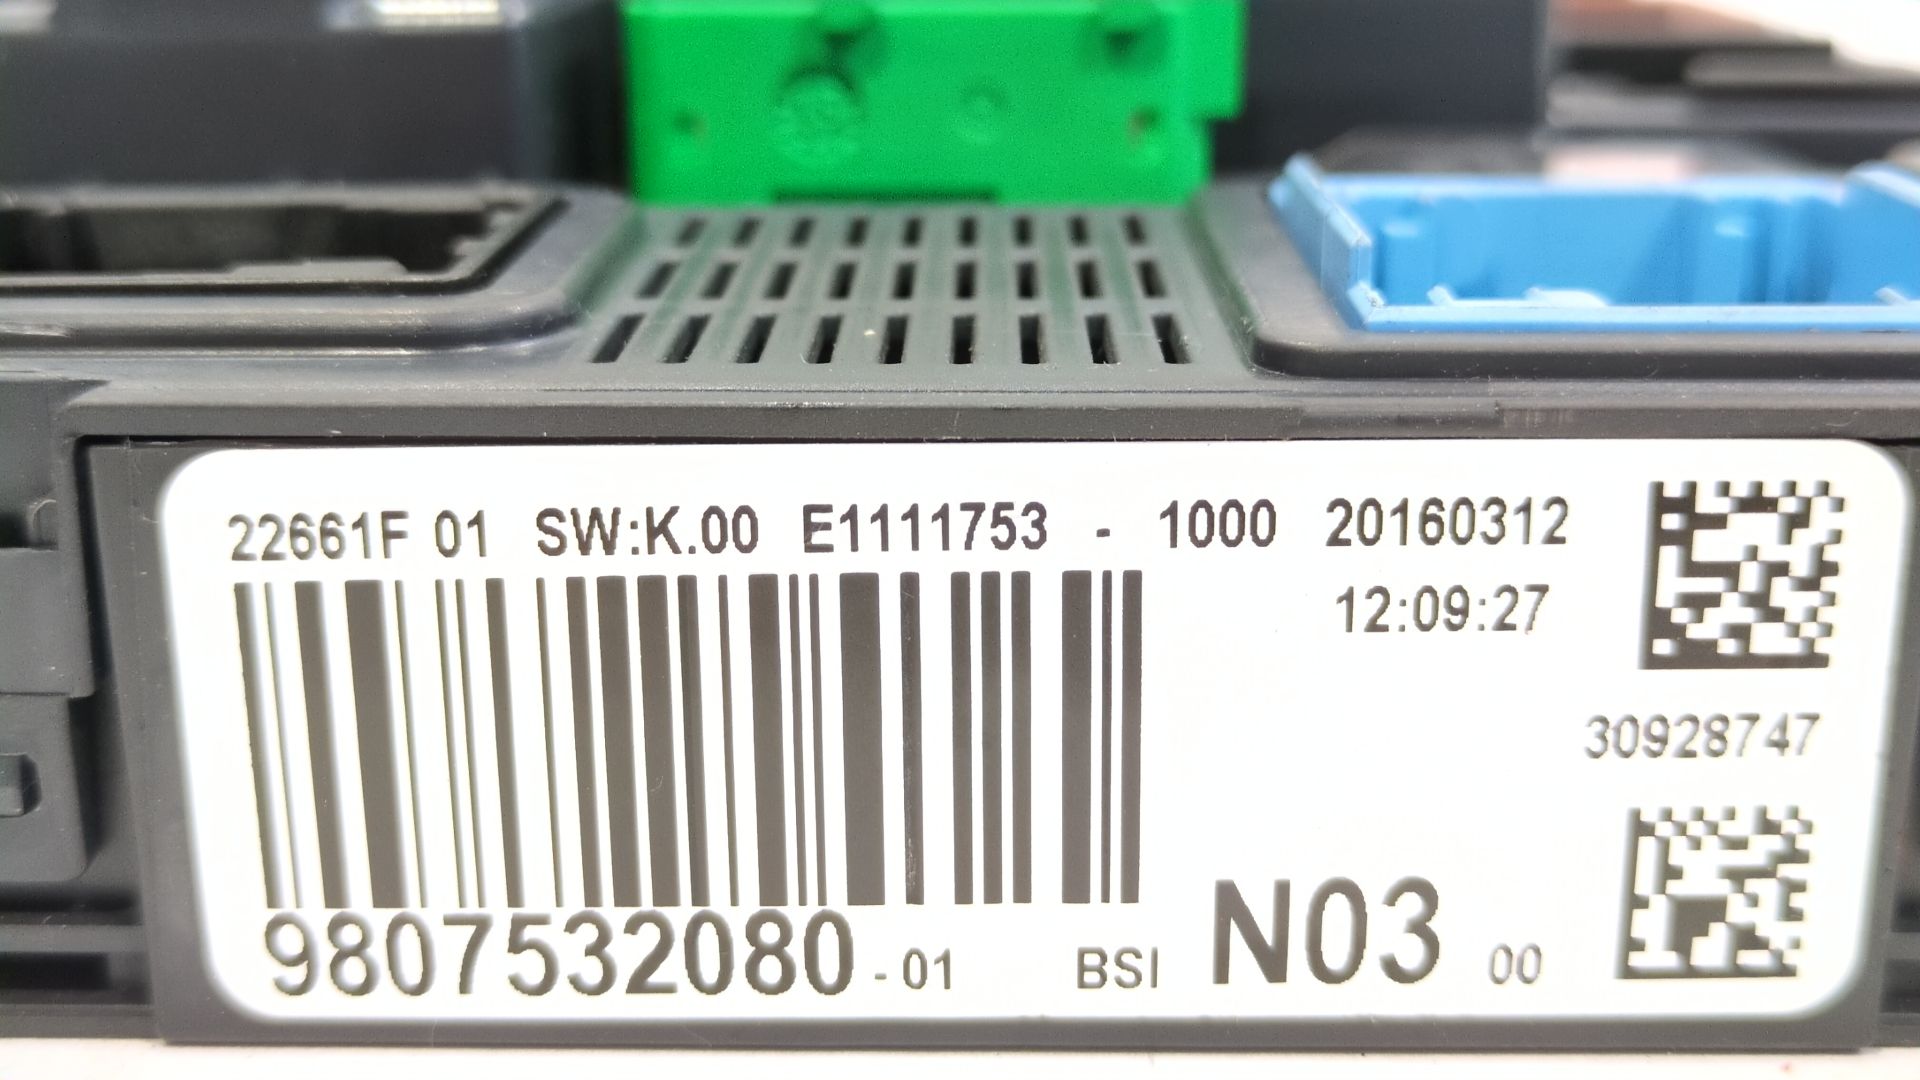 22661F 01 SW:K.00 E1111753 - 1000 20160312
12:09:27
30928747
9807532080 - 01 BSI N03 00